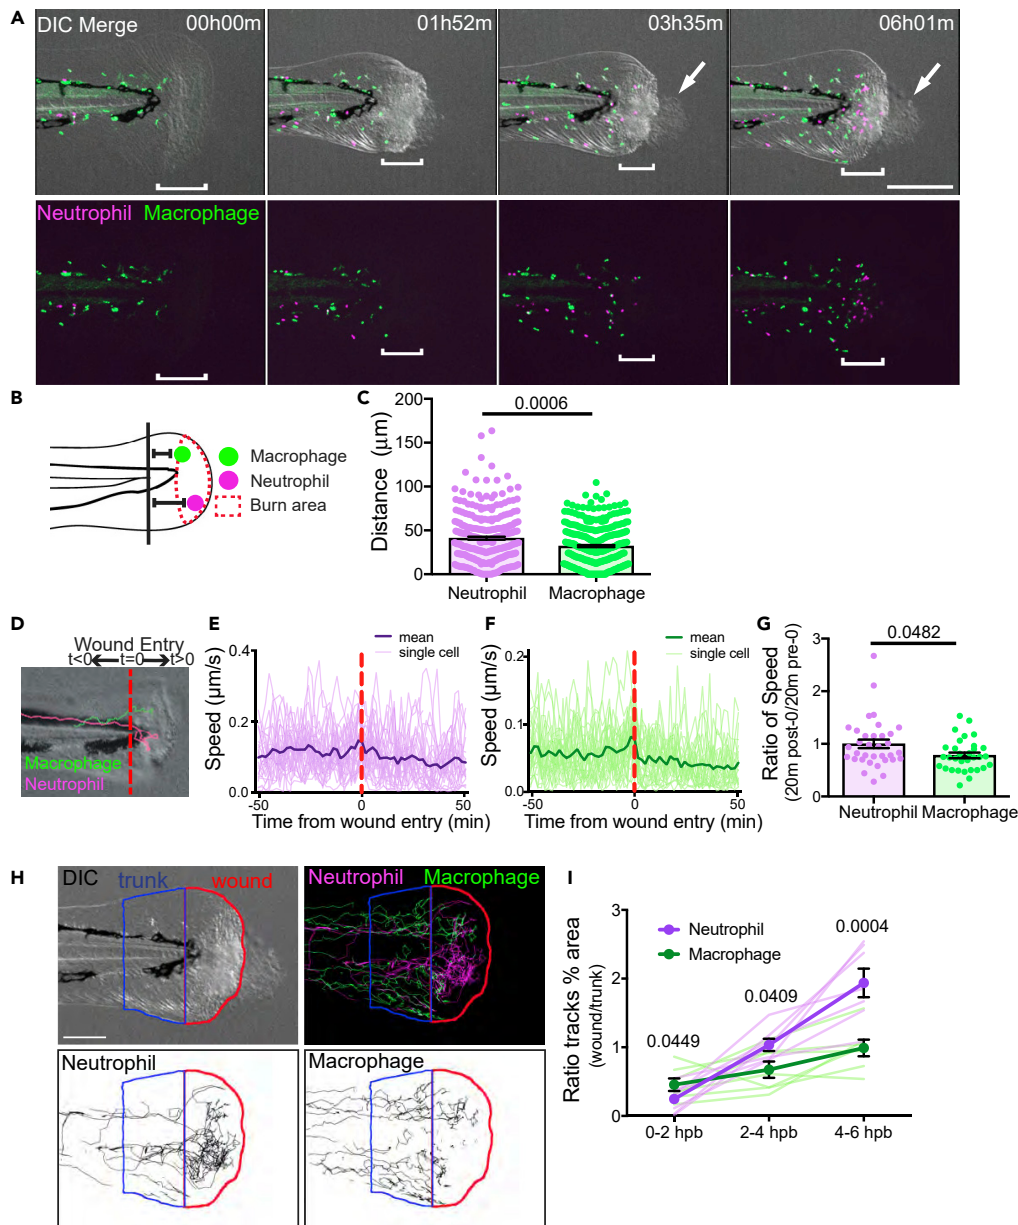 A
DIC Merge 00h00m 01h52m 03h35m 06h01m
Neutrophil Macrophage
B
Macrophage
Neutrophil
Burn area
C
0.0006
Distance (μm)
200
150
100
50
0
Neutrophil Macrophage
D
Wound Entry
t<0 t=0 t>0
Macrophage
Neutrophil
E
mean
single cell
Speed (μm/s)
0.4
0.2
0.0
-50 0 50
Time from wound entry (min)
F
mean
single cell
Speed (μm/s)
0.2
0.1
0.0
-50 0 50
Time from wound entry (min)
G
0.0482
Ratio of Speed
(20m post-0/20m pre-0)
3
2
1
0
Neutrophil Macrophage
H
DIC trunk wound
Neutrophil Macrophage
Neutrophil
Macrophage
I
Neutrophil
Macrophage
0.0449
0.0409
0.0004
Ratio tracks % area
(wound/trunk)
3
2
1
0
0-2 hpb 2-4 hpb 4-6 hpb